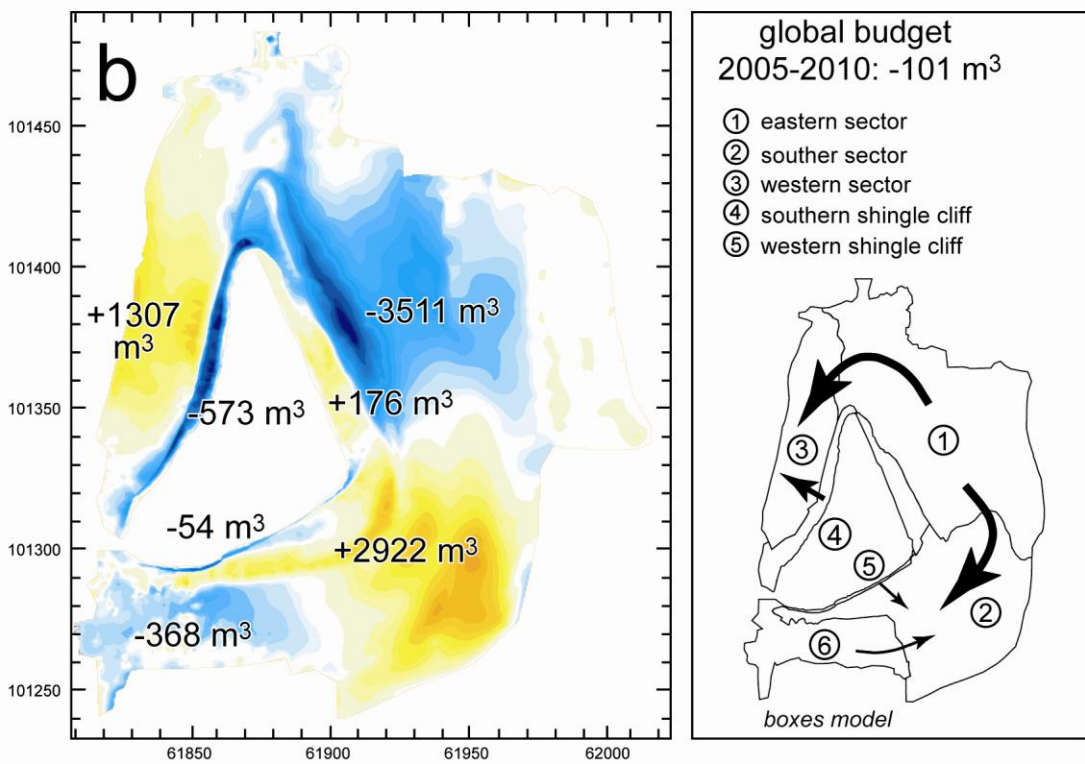 b
101450
101400
101350
101300
101250
61850
61900
61950
62000
+1307
m³
-3511 m³
-573 m³
+176 m³
-54 m³
+2922 m³
-368 m³
global budget
2005-2010: -101 m³
① eastern sector
② souther sector
③ western sector
④ southern shingle cliff
⑤ western shingle cliff
③
①
④
⑤
②
⑥
boxes model